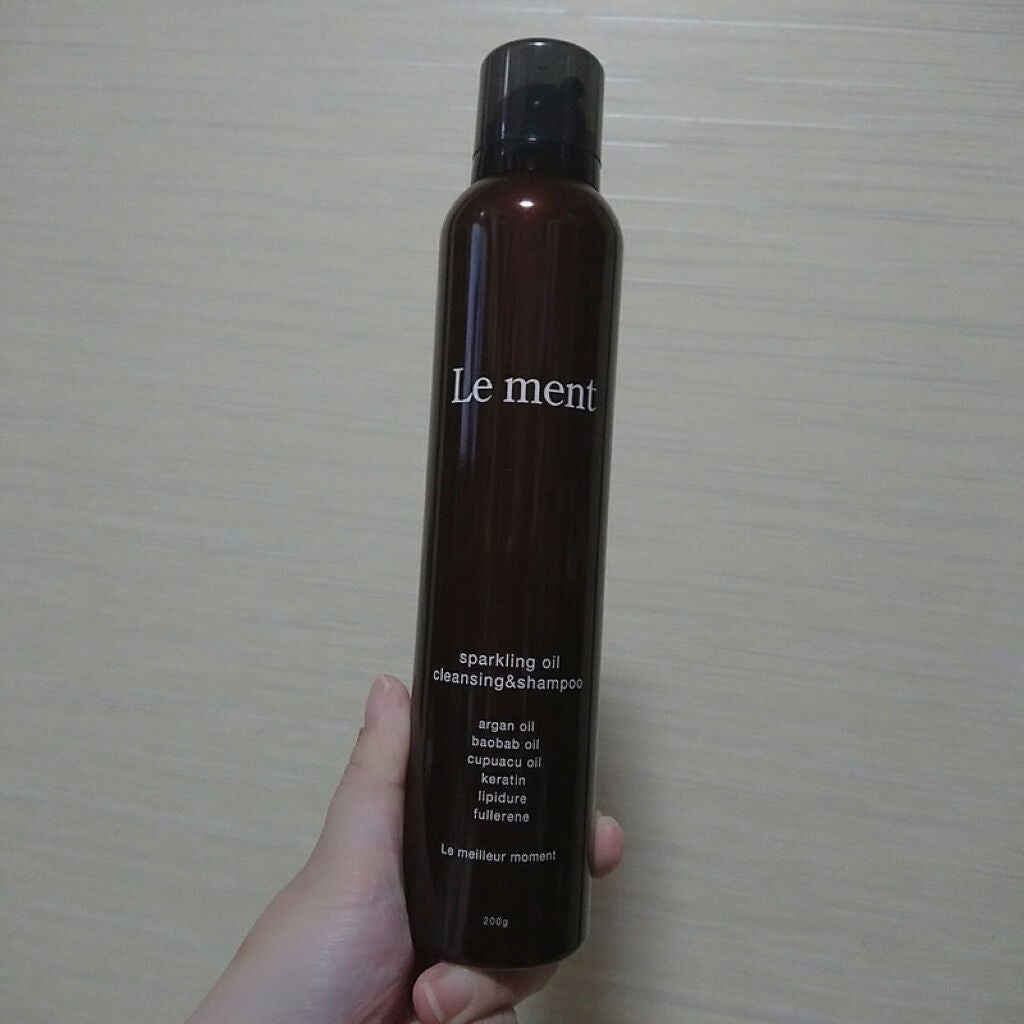 Le ment
sparkling oil
cleansing&shampoo
argan oil
baobab oil
cupuacu oil
keratin
lipidure
fullerene
Le meilleur moment
200g